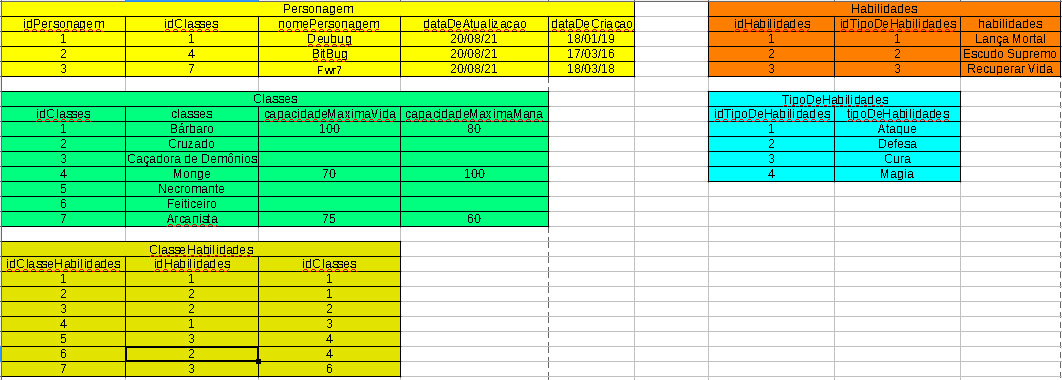 Personagem
idPersonagem idClasses nomePersonagem dataDeAtualizacao dataDeCriacao
1 1 Deubug 20/08/21 18/01/19
2 4 BitBug 20/08/21 17/03/16
3 7 Fwr7 20/08/21 18/03/18
Habilidades
idHabilidades idTipoDeHabilidades habilidades
1 1 Lança Mortal
2 2 Escudo Supremo
3 3 Recuperar Vida
Classes
idClasses classes capacidadeMaximaVida capacidadeMaximaMana
1 Bárbaro 100 80
2 Cruzado
3 Caçadora de Demônios
4 Monge 70 100
5 Necromante
6 Feiticeiro
7 Arcanista 75 60
TipoDeHabilidades
idTipoDeHabilidades tipoDeHabilidades
1 Ataque
2 Defesa
3 Cura
4 Magia
ClasseHabilidades
idClasseHabilidades idHabilidades idClasses
1 1 1
2 2 1
3 2 2
4 1 3
5 3 4
6 2 4
7 3 6